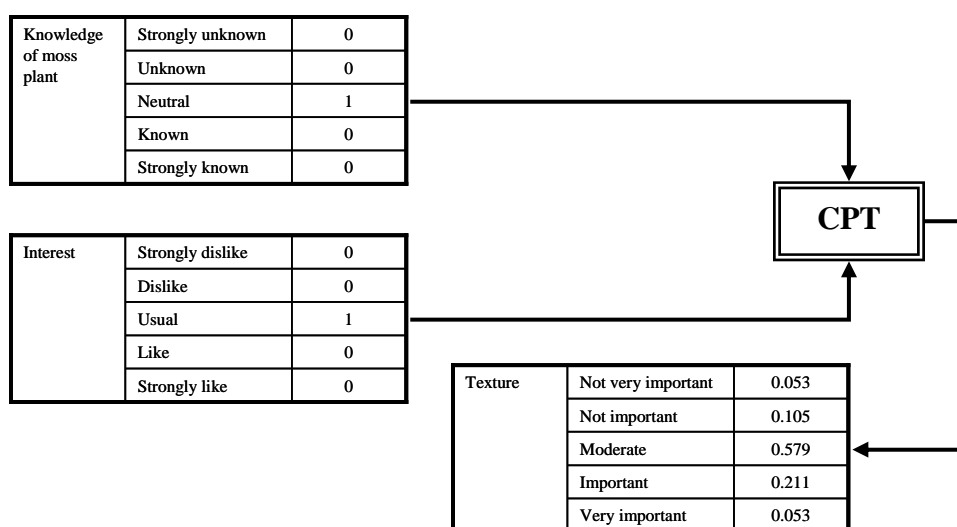 Knowledge of moss plant
Strongly unknown 0
Unknown 0
Neutral 1
Known 0
Strongly known 0
CPT
Interest
Strongly dislike 0
Dislike 0
Usual 1
Like 0
Strongly like 0
Texture
Not very important 0.053
Not important 0.105
Moderate 0.579
Important 0.211
Very important 0.053